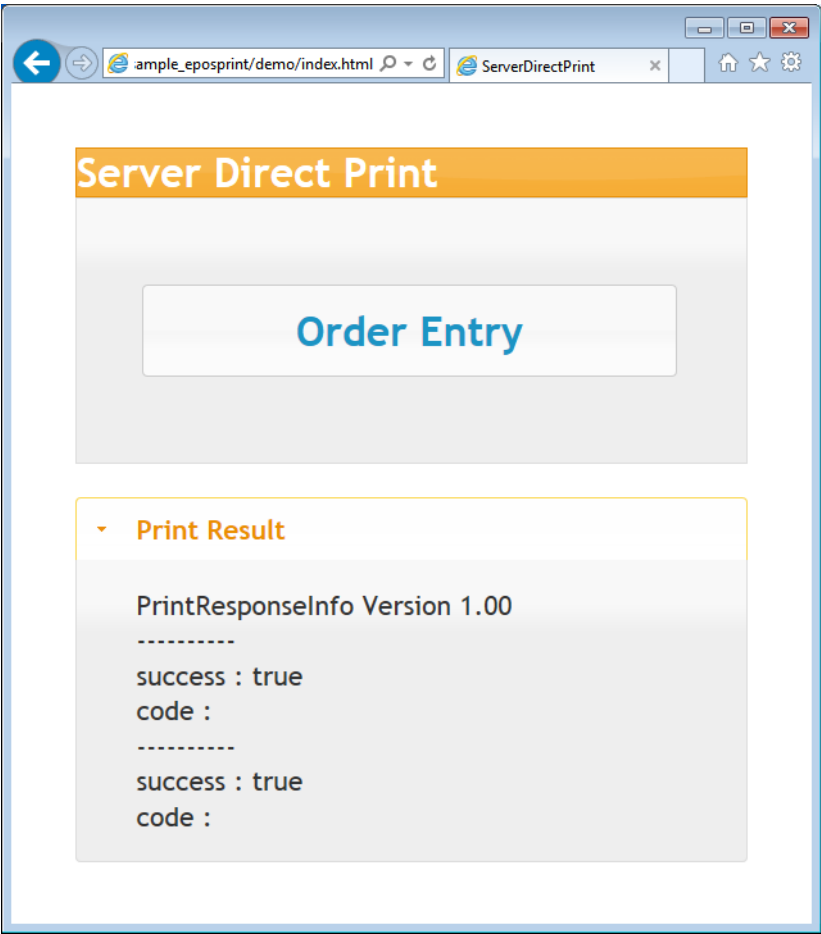 ample_eposprint/demo/index.html
ServerDirectPrint
Server Direct Print
Order Entry
Print Result
PrintResponseInfo Version 1.00
----------
success : true
code :
----------
success : true
code :